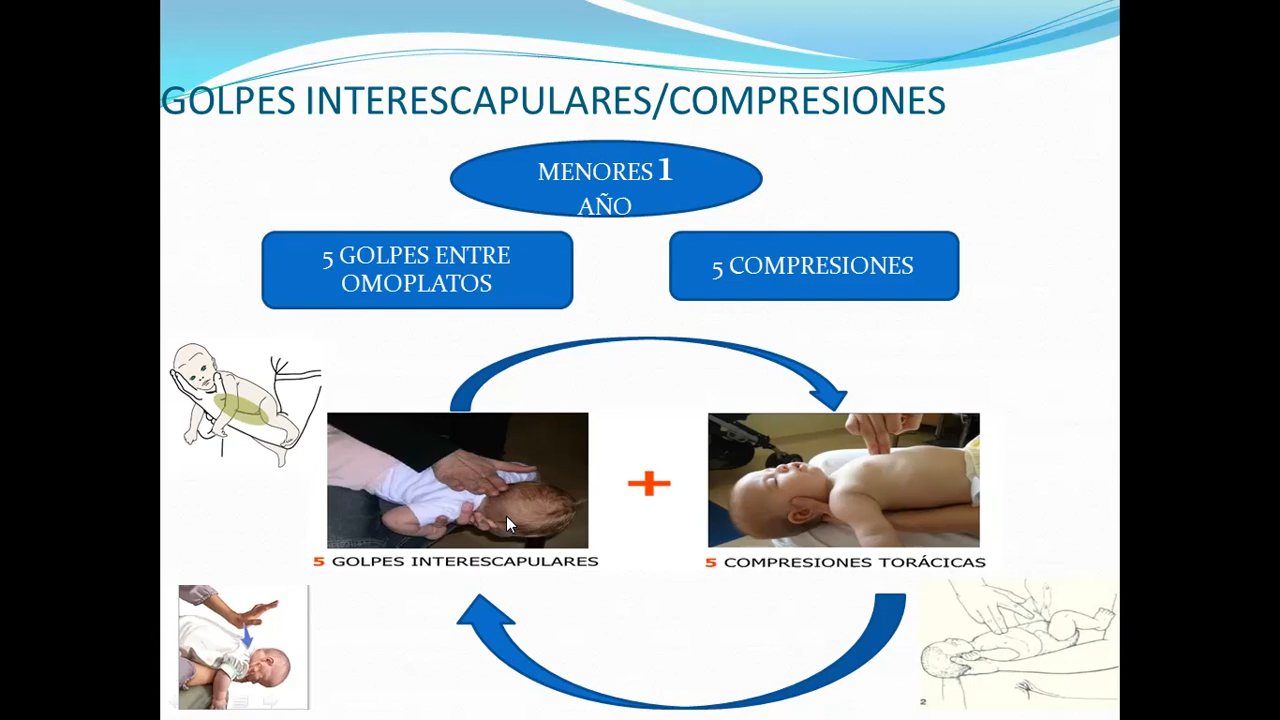 GOLPES INTERESCAPULARES/COMPRESIONES
MENORES 1
AÑO
5 GOLPES ENTRE
OMOPLATOS
5 COMPRESIONES
+
5 GOLPES INTERESCAPULARES
5 COMPRESIONES TORÁCICAS
2